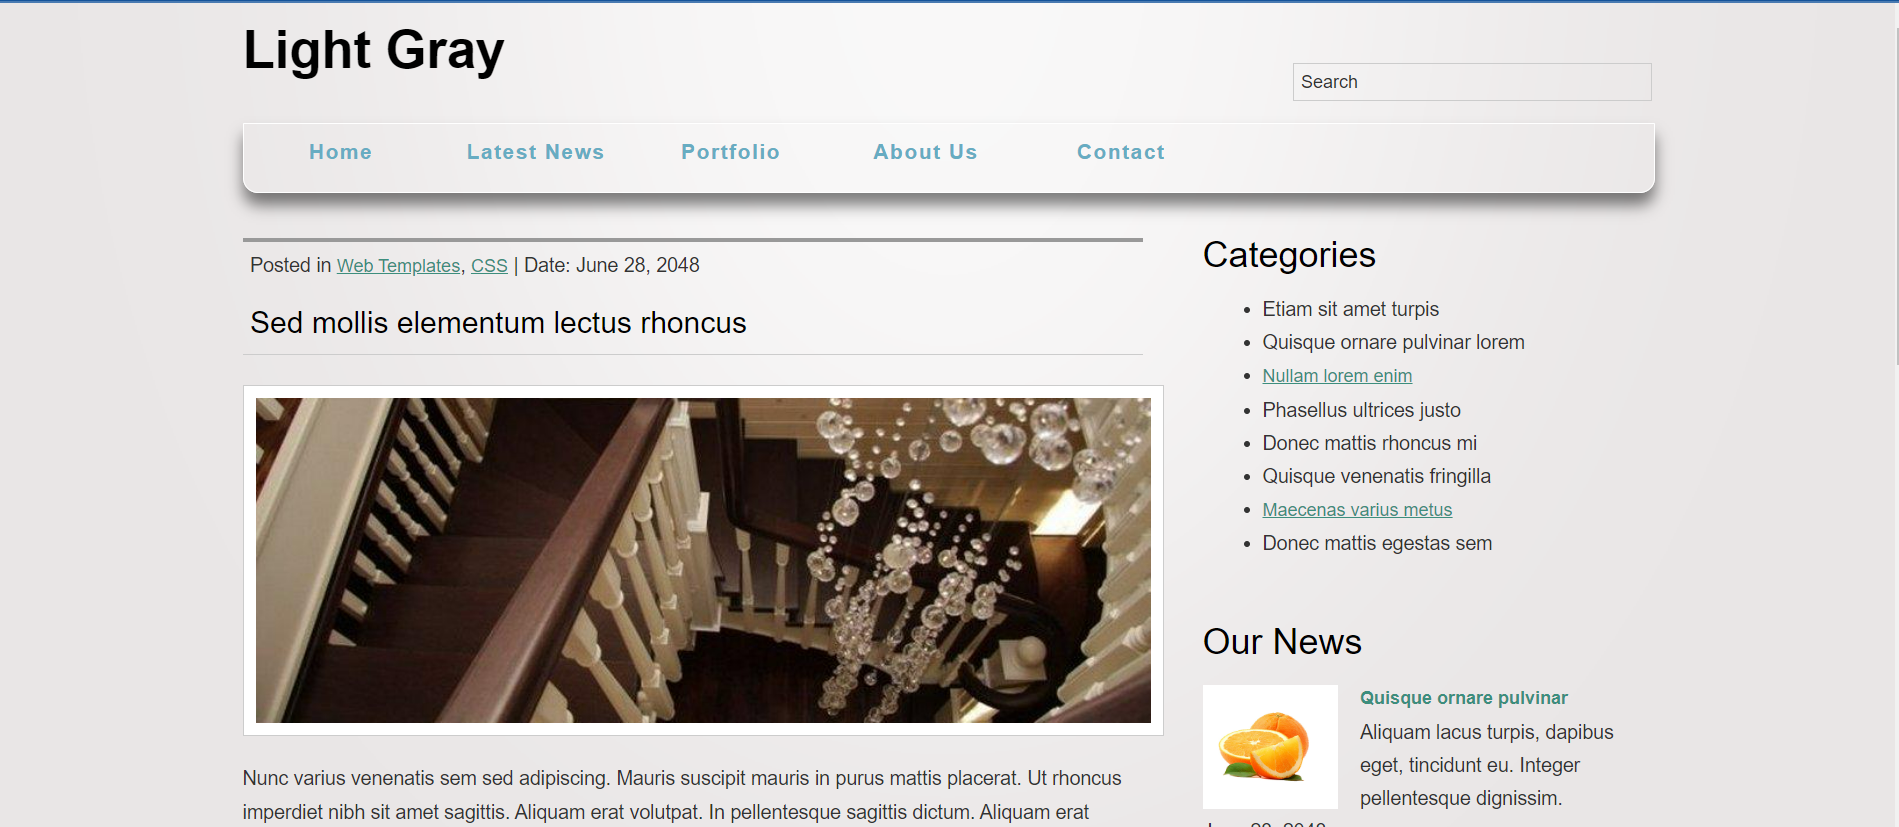 Light Gray
Search
Home Latest News Portfolio About Us Contact
Posted in Web Templates, CSS | Date: June 28, 2048
Sed mollis elementum lectus rhoncus
Nunc varius venenatis sem sed adipiscing. Mauris suscipit mauris in purus mattis placerat. Ut rhoncus
imperdiet nibh sit amet sagittis. Aliquam erat volutpat. In pellentesque sagittis dictum. Aliquam erat
Categories
Etiam sit amet turpis
Quisque ornare pulvinar lorem
Nullam lorem enim
Phasellus ultrices justo
Donec mattis rhoncus mi
Quisque venenatis fringilla
Maecenas varius metus
Donec mattis egestas sem
Our News
Quisque ornare pulvinar
Aliquam lacus turpis, dapibus
eget, tincidunt eu. Integer
pellentesque dignissim.